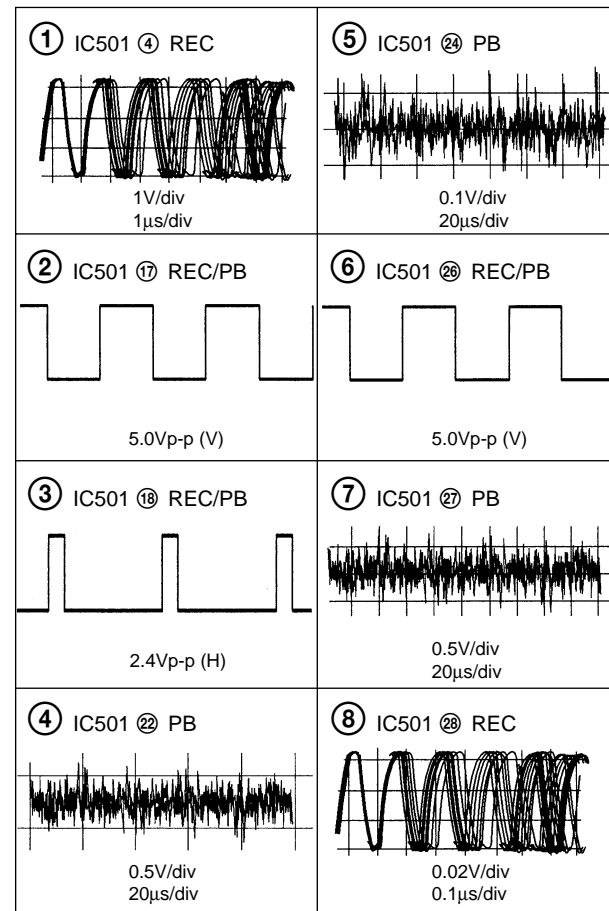 ① IC501 ④ REC
1V/div
1μs/div
② IC501 ⑰ REC/PB
5.0Vp-p (V)
③ IC501 ⑱ REC/PB
2.4Vp-p (H)
④ IC501 ㉒ PB
0.5V/div
20μs/div
⑤ IC501 ㉔ PB
0.1V/div
20μs/div
⑥ IC501 ㉖ REC/PB
5.0Vp-p (V)
⑦ IC501 ㉗ PB
0.5V/div
20μs/div
⑧ IC501 ㉘ REC
0.02V/div
0.1μs/div